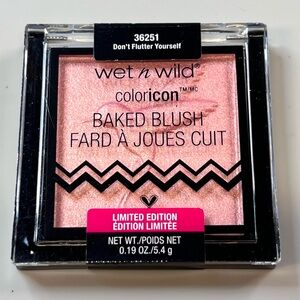 36251
Don't Flutter Yourself
wet n wild®
coloricon™/MC
BAKED BLUSH
FARD À JOUES CUIT
LIMITED EDITION
ÉDITION LIMITÉE
NET WT./POIDS NET
0.19 OZ./5.4 g